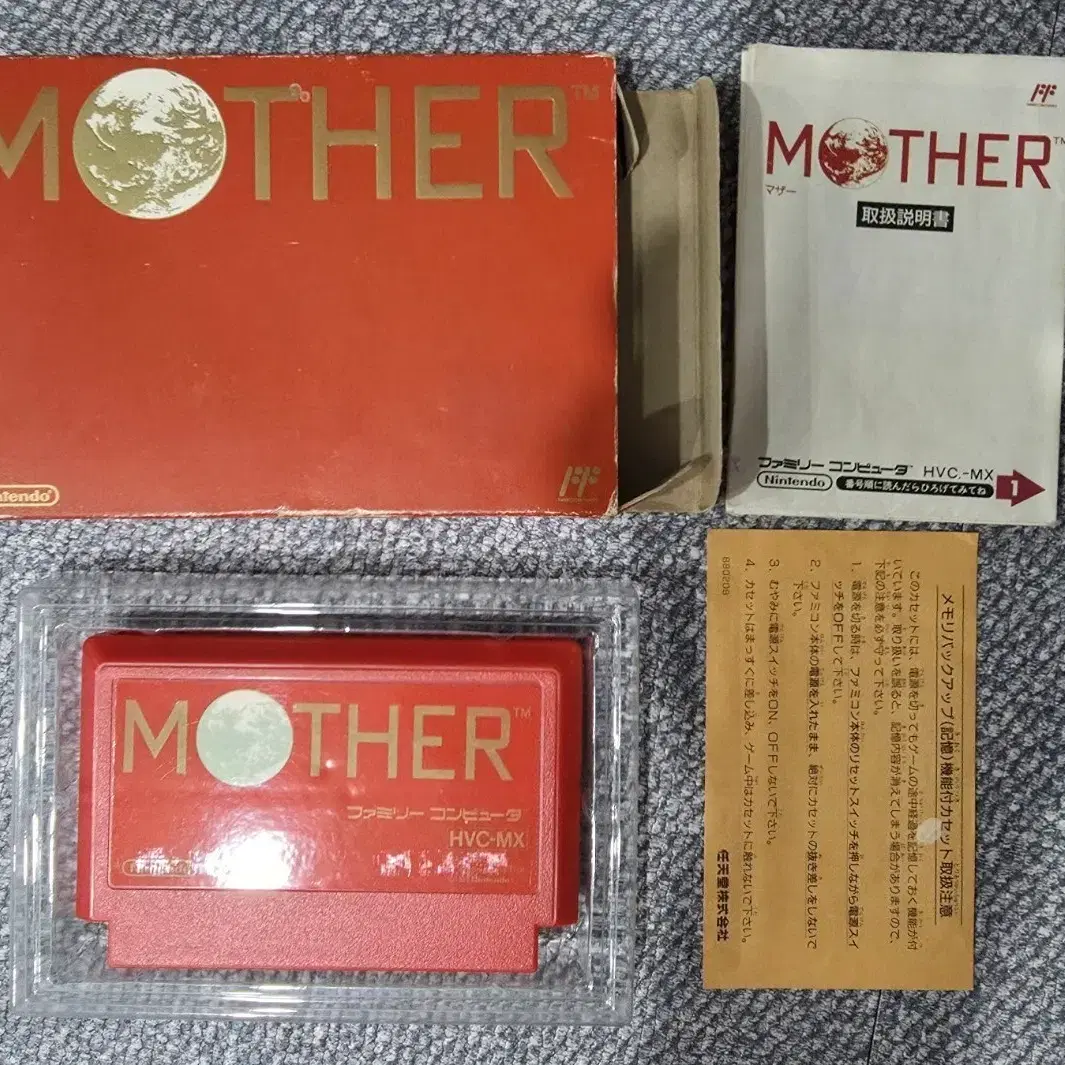 MOTHER™
Nintendo
FF
MOTHER™
マザー
取扱説明書
ファミリー コンピュータ™ HVC-MX
Nintendo
番号順に読んだらひろげてみてね
1
MOTHER™
ファミリー コンピュータ
HVC-MX
Nintendo
Nintendo
メモリバックアップ(記憶)機能付カセット取扱注意
このカセットには、電源を切ってもゲームの途中経過を記憶しておく機能が付
いています。取り扱いを誤ると、記憶内容が消えてしまう場合がありますので、
下記の注意を必ず守って下さい。
1. 電源を切る時は、ファミコン本体のリセットスイッチを押しながら電源スイ
ッチをOFFして下さい。
2. ファミコン本体の電源を入れたまま、絶対にカセットの抜き差しをしないで
下さい。
3. むやみに電源スイッチをON、OFFしないで下さい。
4. カセットはまっすぐに差し込み、ゲーム中はカセットに触れないで下さい。
880209
任天堂株式会社